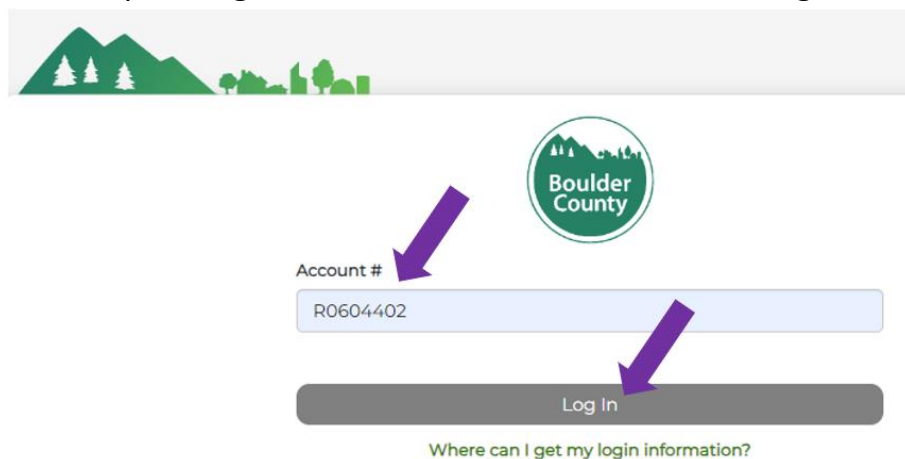 Boulder
County
Account #
R0604402
Log In
Where can I get my login information?